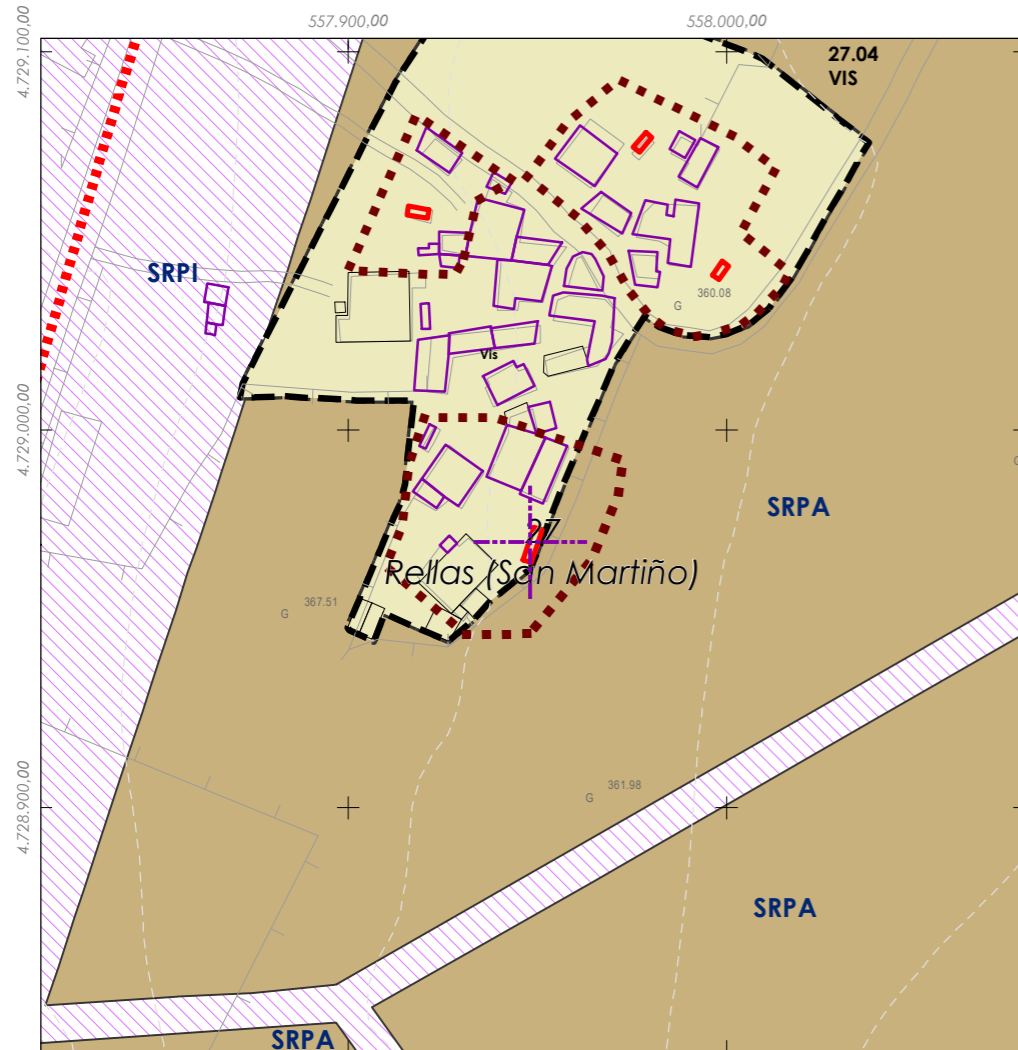 557.900,00
558.000,00
4.729.100,00
27.04
VIS
SRPI
360.08
G
Vis
4.729.000,00
SRPA
27
Rellas (San Martiño)
367.51
G
4.728.900,00
361.98
G
SRPA
SRPA